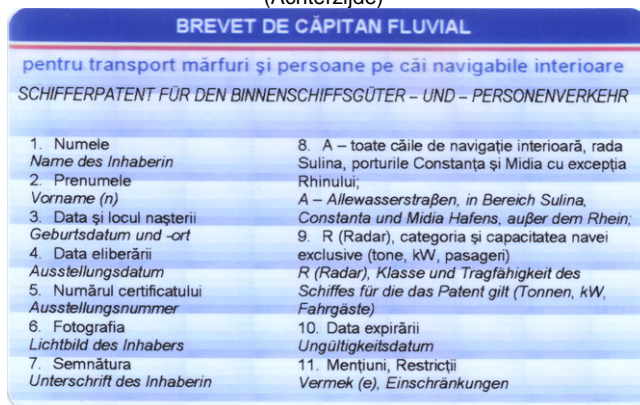 (Achterzijde)
BREVET DE CĂPITAN FLUVIAL
pentru transport mărfuri şi persoane pe căi navigabile interioare
SCHIFFERPATENT FÜR DEN BINNENSCHIFFSGÜTER – UND – PERSONENVERKEHR
1. Numele
Name des Inhaberin
2. Prenumele
Vorname (n)
3. Data şi locul naşterii
Geburtsdatum und -ort
4. Data eliberării
Ausstellungsdatum
5. Numărul certificatului
Ausstellungsnummer
6. Fotografia
Lichtbild des Inhabers
7. Semnătura
Unterschrift des Inhaberin
8. A – toate căile de navigaţie interioară, rada
Sulina, porturile Constanţa şi Midia cu excepţia
Rhinului;
A – Allewasserstraβen, in Bereich Sulina,
Constanta und Midia Hafens, auβer dem Rhein;
9. R (Radar), categoria şi capacitatea navei
exclusive (tone, kW, pasageri)
R (Radar), Klasse und Tragfähigkeit des
Schiffes für die das Patent gilt (Tonnen, kW,
Fahrgäste)
10. Data expirării
Ungültigkeitsdatum
11. Menţiuni, Restricţii
Vermek (e), Einschränkungen